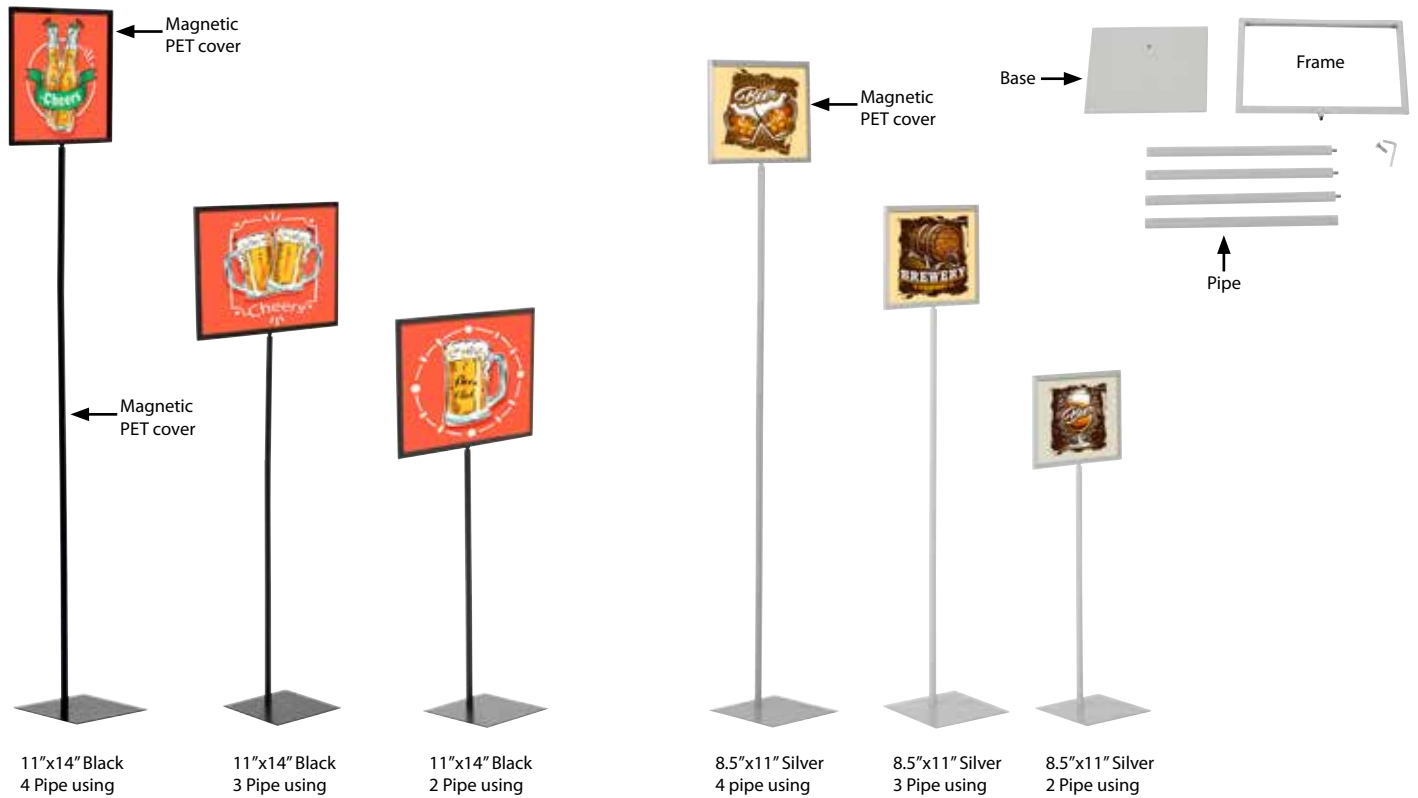 Magnetic
PET cover
Cheers
Magnetic
PET cover
Cheers
Beer
Magnetic
PET cover
BREWERY
Beer
Base
Frame
Pipe
11”x14” Black
4 Pipe using
11”x14” Black
3 Pipe using
11”x14” Black
2 Pipe using
8.5”x11” Silver
4 pipe using
8.5”x11” Silver
3 Pipe using
8.5”x11” Silver
2 Pipe using